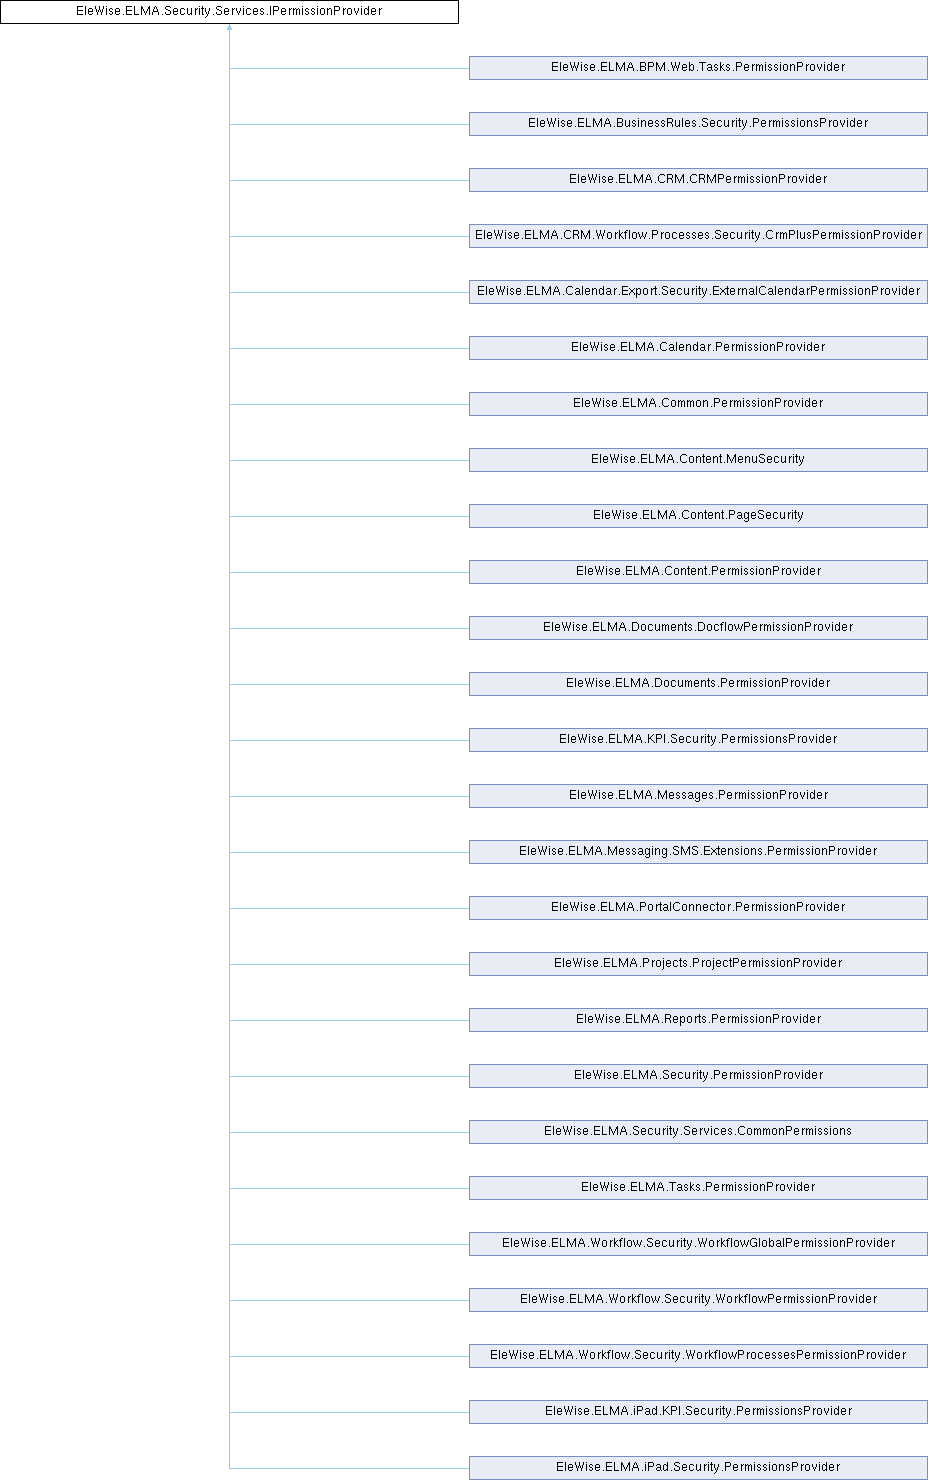 EleWise.ELMA.Security.Services.IPermissionProvider
EleWise.ELMA.BPM.Web.Tasks.PermissionProvider
EleWise.ELMA.BusinessRules.Security.PermissionsProvider
EleWise.ELMA.CRM.CRMPermissionProvider
EleWise.ELMA.CRM.Workflow.Processes.Security.CrmPlusPermissionProvider
EleWise.ELMA.Calendar.Export.Security.ExternalCalendarPermissionProvider
EleWise.ELMA.Calendar.PermissionProvider
EleWise.ELMA.Common.PermissionProvider
EleWise.ELMA.Content.MenuSecurity
EleWise.ELMA.Content.PageSecurity
EleWise.ELMA.Content.PermissionProvider
EleWise.ELMA.Documents.DocflowPermissionProvider
EleWise.ELMA.Documents.PermissionProvider
EleWise.ELMA.KPI.Security.PermissionsProvider
EleWise.ELMA.Messages.PermissionProvider
EleWise.ELMA.Messaging.SMS.Extensions.PermissionProvider
EleWise.ELMA.PortalConnector.PermissionProvider
EleWise.ELMA.Projects.ProjectPermissionProvider
EleWise.ELMA.Reports.PermissionProvider
EleWise.ELMA.Security.PermissionProvider
EleWise.ELMA.Security.Services.CommonPermissions
EleWise.ELMA.Tasks.PermissionProvider
EleWise.ELMA.Workflow.Security.WorkflowGlobalPermissionProvider
EleWise.ELMA.Workflow.Security.WorkflowPermissionProvider
EleWise.ELMA.Workflow.Security.WorkflowProcessesPermissionProvider
EleWise.ELMA.iPad.KPI.Security.PermissionsProvider
EleWise.ELMA.iPad.Security.PermissionsProvider